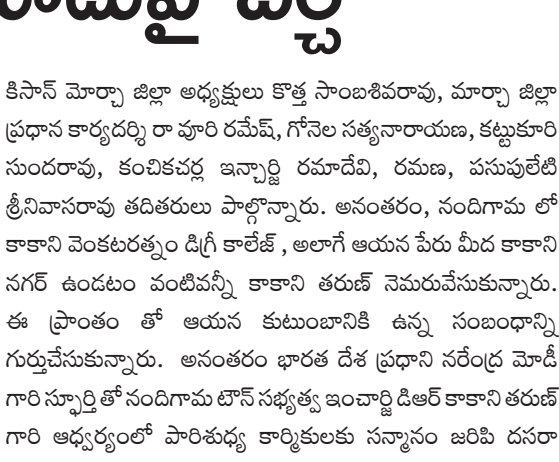 చర్చ
కిసాన్ మోర్చా జిల్లా అధ్యక్షులు కొత్త సాంబశివరావు, మార్చా జిల్లా
ప్రధాన కార్యదర్శి రా వూరి రమేష్, గోనెల సత్యనారాయణ, కట్టుకూరి
సుందరావు, కంచికచర్ల ఇన్చార్జి రమాదేవి, రమణ, పసుపులేటి
శ్రీనివాసరావు తదితరులు పాల్గొన్నారు. అనంతరం, నందిగామ లో
కాకాని వెంకటరత్నం డిగ్రీ కాలేజ్ , అలాగే ఆయన పేరు మీద కాకాని
నగర్ ఉండటం వంటివన్నీ కాకాని తరుణ్ నెమరువేసుకున్నారు.
ఈ ప్రాంతం తో ఆయన కుటుంబానికి ఉన్న సంబంధాన్ని
గుర్తుచేసుకున్నారు. అనంతరం భారత దేశ ప్రధాని నరేంద్ర మోడీ
గారి స్ఫూర్తి తో నందిగామ టౌన్ సభ్యత్వ ఇంచార్జి డిఆర్ కాకాని తరుణ్
గారి ఆధ్వర్యంలో పారిశుధ్య కార్మికులకు సన్మానం జరిపి దసరా